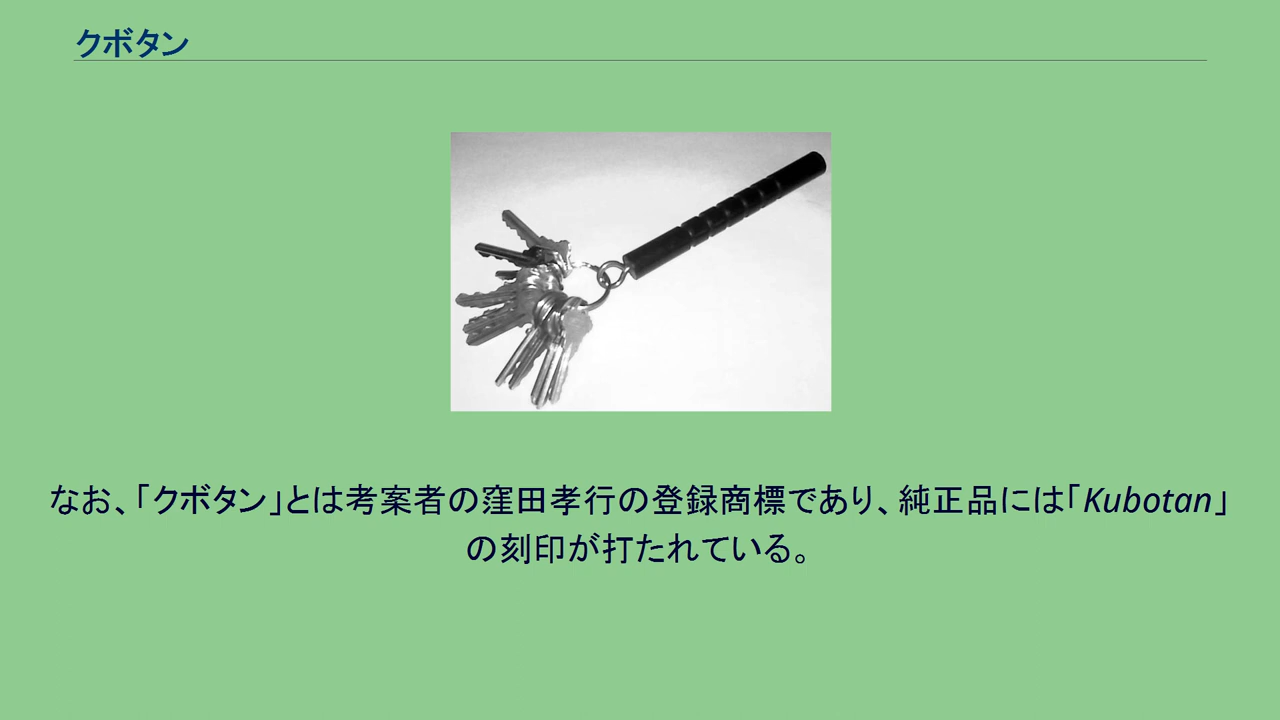 クボタン
なお、「クボタン」とは考案者の窪田孝行の登録商標であり、純正品には「Kubotan」
の刻印が打たれている。